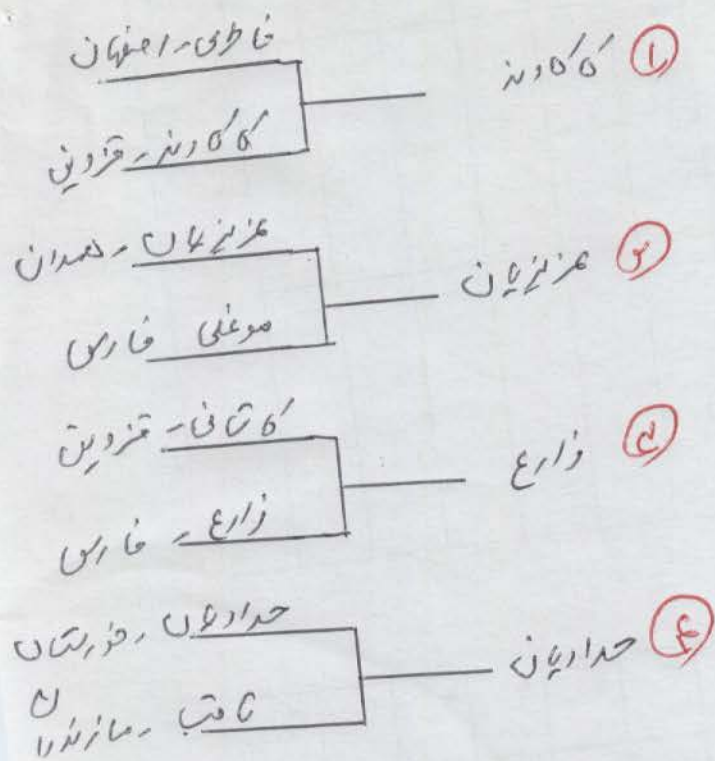 فاطری - اصفهان
① کاکاوند
کاکاوند - قزوین
عزیزیان - همدان
② عزیزیان
موغلی فارس
کاشانی - قزوین
③ زارع
زارع - فارس
حدادیان - خوزستان
④ حدادیان
ثاقب - مازندران